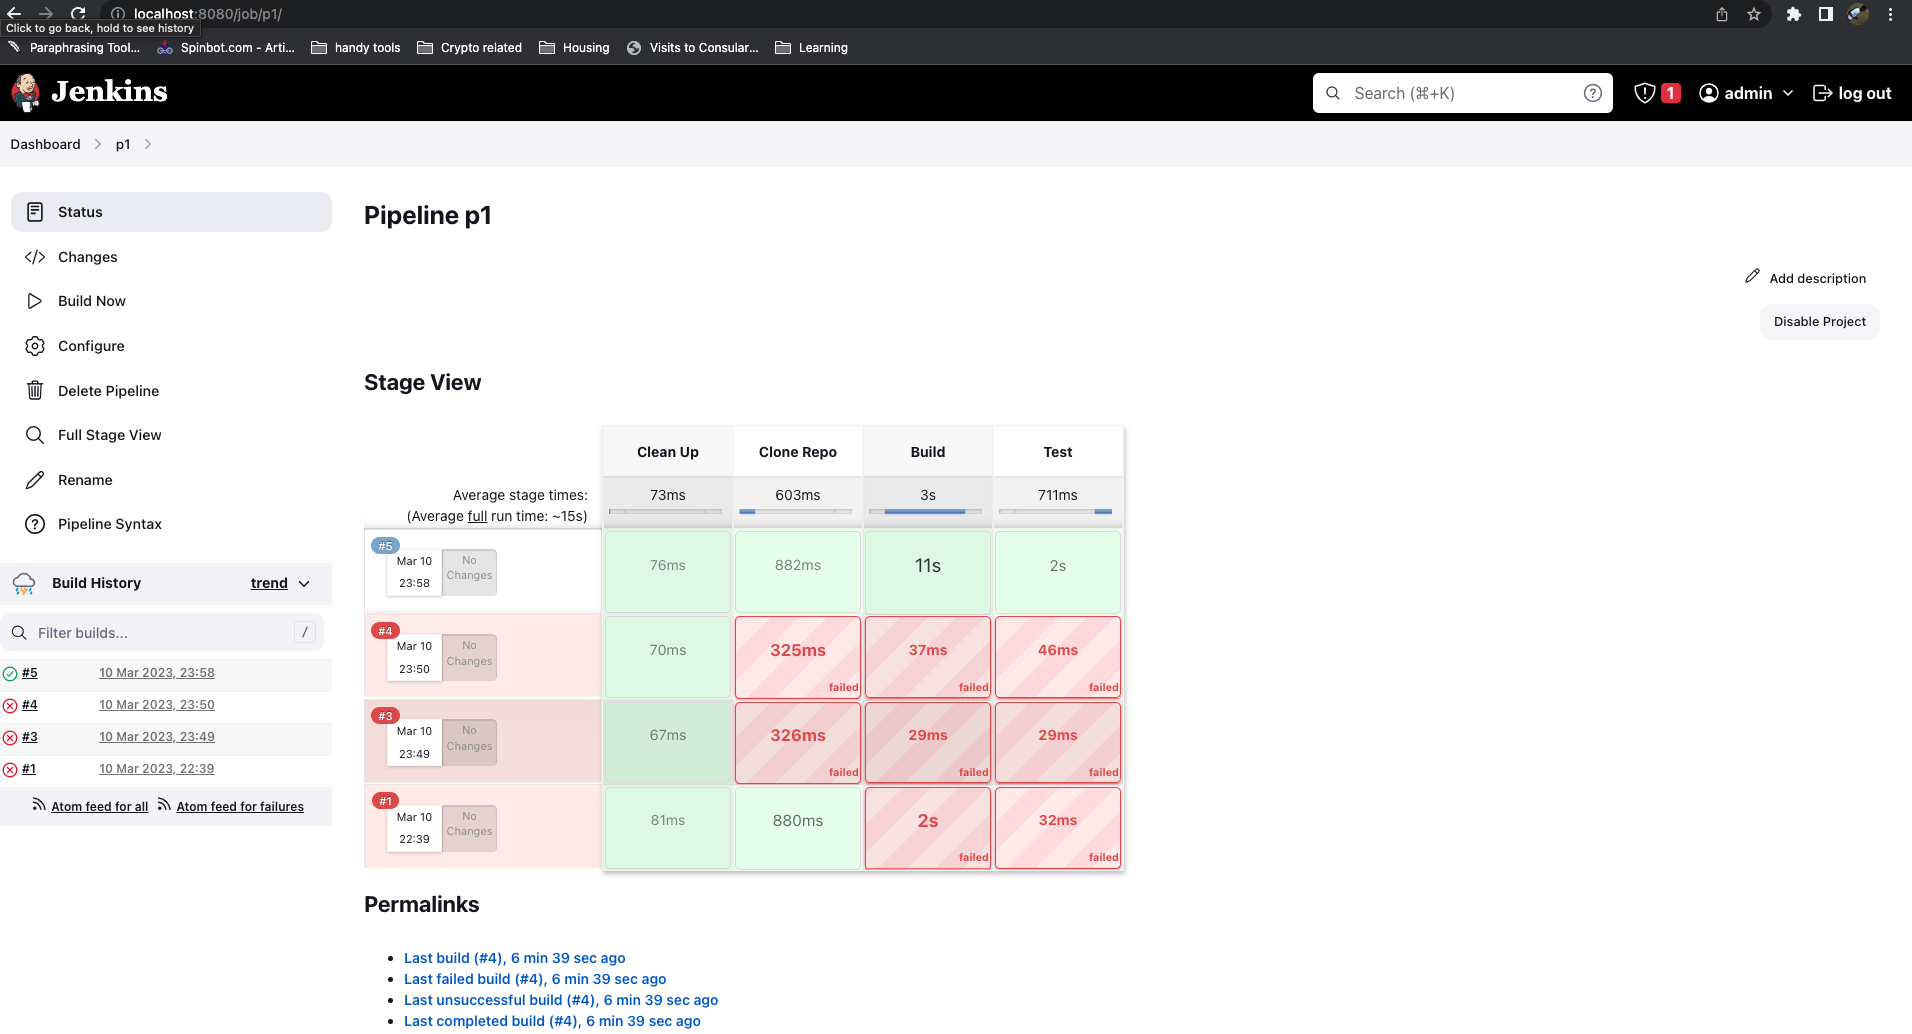 localhost:8080/job/p1/
Click to go back, hold to see history
Paraphrasing Tool... Spinbot.com - Arti... handy tools Crypto related Housing Visits to Consular... Learning
Jenkins
Search (⌘+K) ?
1 admin log out
Dashboard p1
Status
Changes
Build Now
Configure
Delete Pipeline
Full Stage View
Rename
Pipeline Syntax
Build History trend
Filter builds... /
#5 10 Mar 2023, 23:58
#4 10 Mar 2023, 23:50
#3 10 Mar 2023, 23:49
#1 10 Mar 2023, 22:39
Atom feed for all Atom feed for failures
Pipeline p1
Add description
Disable Project
Stage View
Clean Up Clone Repo Build Test
Average stage times: 73ms 603ms 3s 711ms
(Average full run time: ~15s)
#5
Mar 10 No
23:58 Changes
76ms 882ms 11s 2s
#4
Mar 10 No
23:50 Changes
70ms 325ms 37ms 46ms
failed failed failed
#3
Mar 10 No
23:49 Changes
67ms 326ms 29ms 29ms
failed failed failed
#1
Mar 10 No
22:39 Changes
81ms 880ms 2s 32ms
failed failed
Permalinks
Last build (#4), 6 min 39 sec ago
Last failed build (#4), 6 min 39 sec ago
Last unsuccessful build (#4), 6 min 39 sec ago
Last completed build (#4), 6 min 39 sec ago